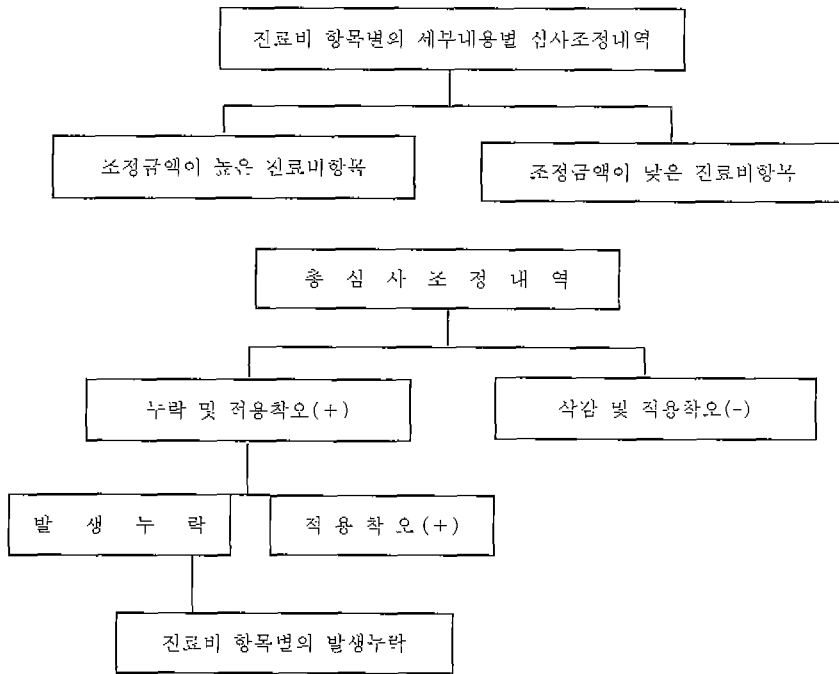 진료비 항목별의 세부내용별 심사조정내역
조정금액이 높은 진료비항목
조정금액이 낮은 진료비항목
총 심 사 조 정 내 역
누락 및 적용착오(+)
삭감 및 적용착오(-)
발 생 누 락
적 용 착 오 (+)
진료비 항목별의 발생누락